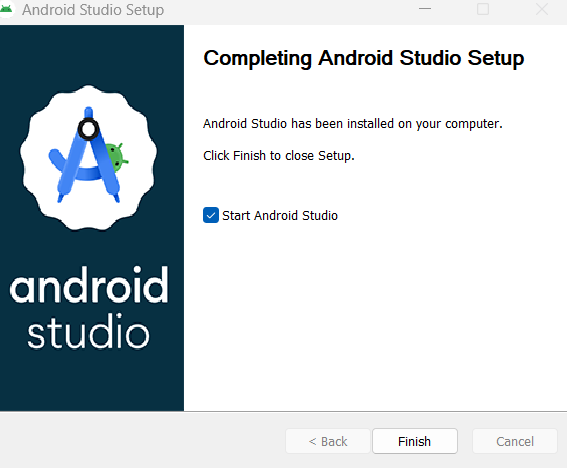 Android Studio Setup
Completing Android Studio Setup
Android Studio has been installed on your computer.
Click Finish to close Setup.
Start Android Studio
android
studio
< Back
Finish
Cancel